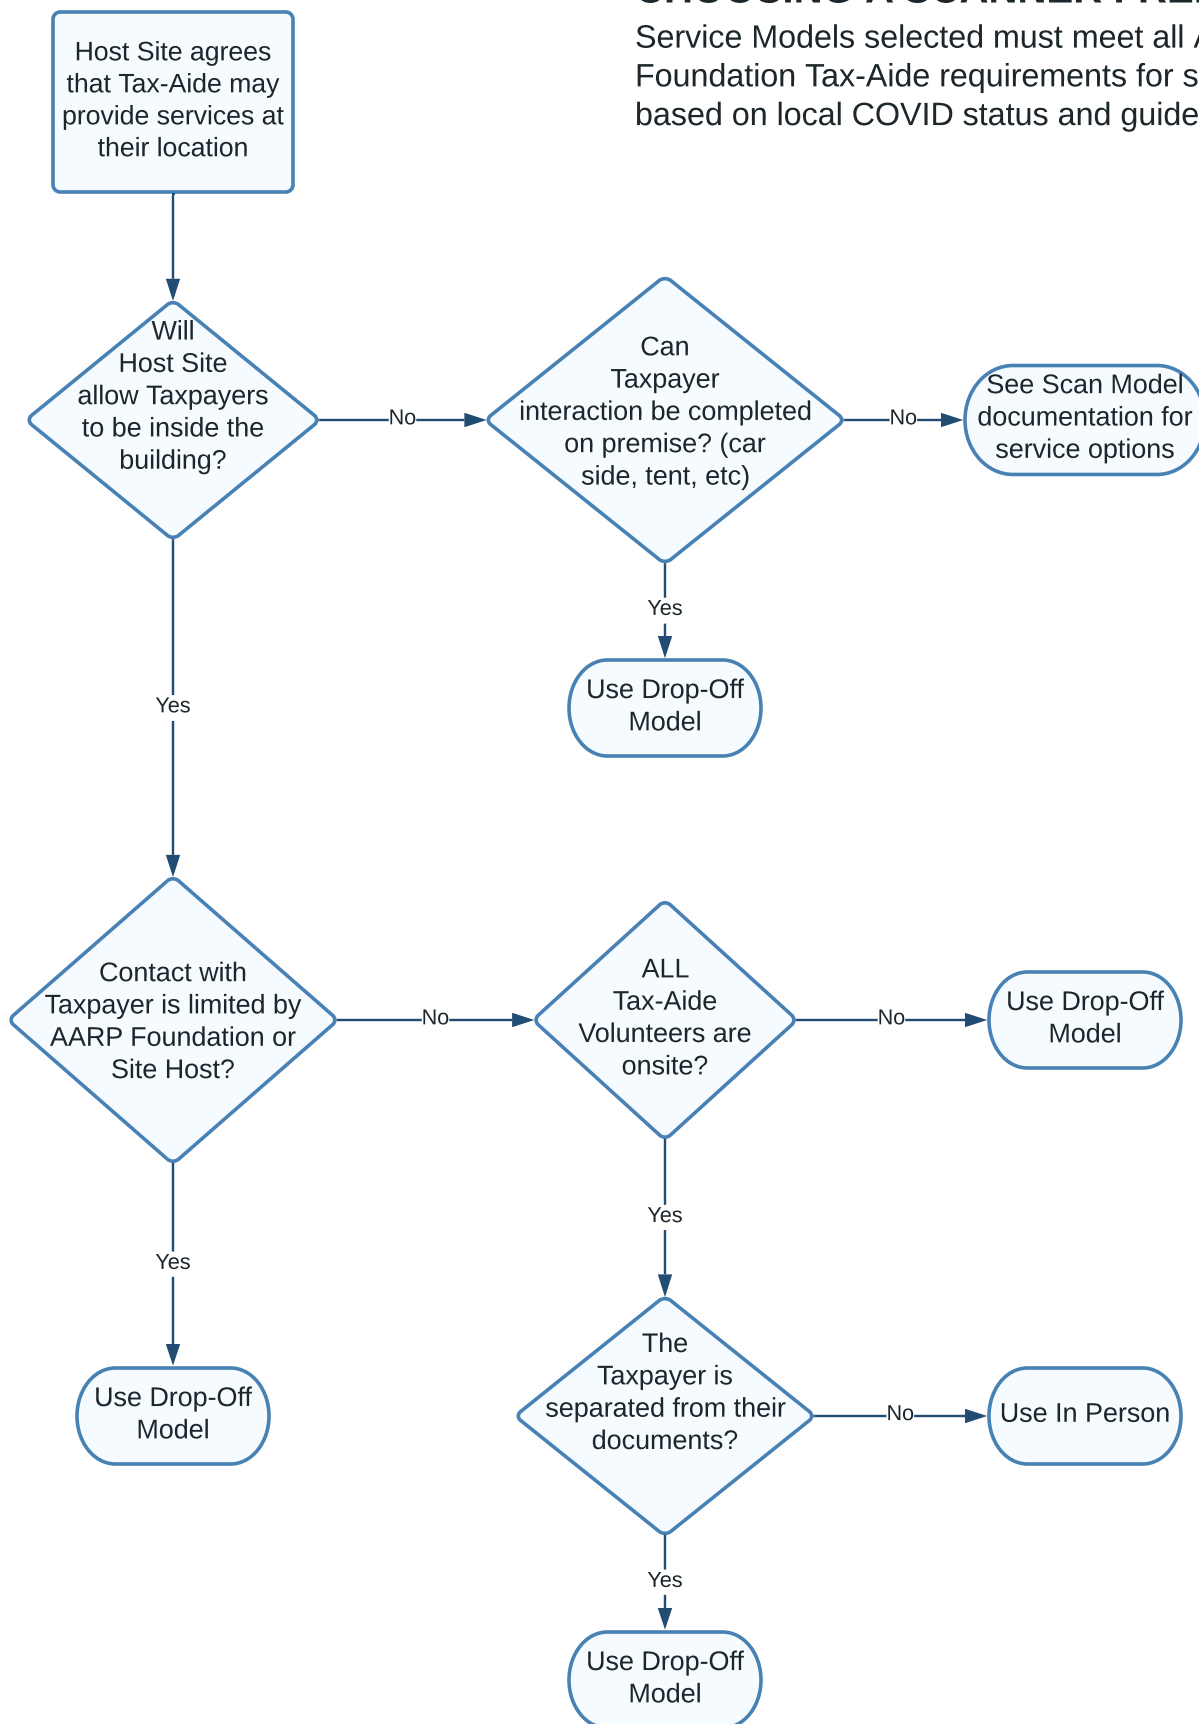 CHOOSING A SCANNER FREE
Service Models selected must meet all
Foundation Tax-Aide requirements for
based on local COVID status and guide
Host Site agrees
that Tax-Aide may
provide services at
their location
Will
Host Site
allow Taxpayers
to be inside the
building?
No
Can
Taxpayer
interaction be completed
on premise? (car
side, tent, etc)
No
See Scan Model
documentation for
service options
Yes
Use Drop-Off
Model
Yes
Contact with
Taxpayer is limited by
AARP Foundation or
Site Host?
No
ALL
Tax-Aide
Volunteers are
onsite?
No
Use Drop-Off
Model
Yes
Yes
Use Drop-Off
Model
The
Taxpayer is
separated from their
documents?
No
Use In Person
Yes
Use Drop-Off
Model